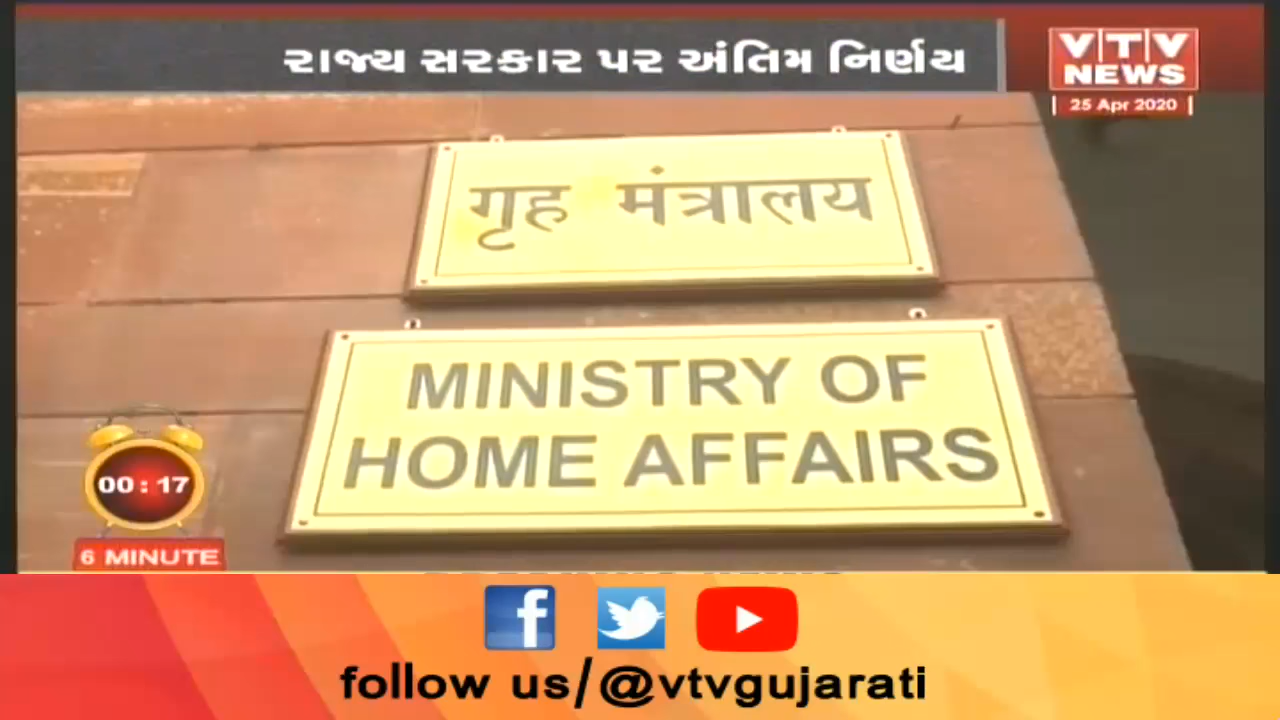 રાજ્ય સરકાર પર અંતિમ નિર્ણય
VTV
NEWS
25 Apr 2020
गृह मंत्रालय
MINISTRY OF
HOME AFFAIRS
00:17
6 MINUTE
follow us/@vtvgujarati